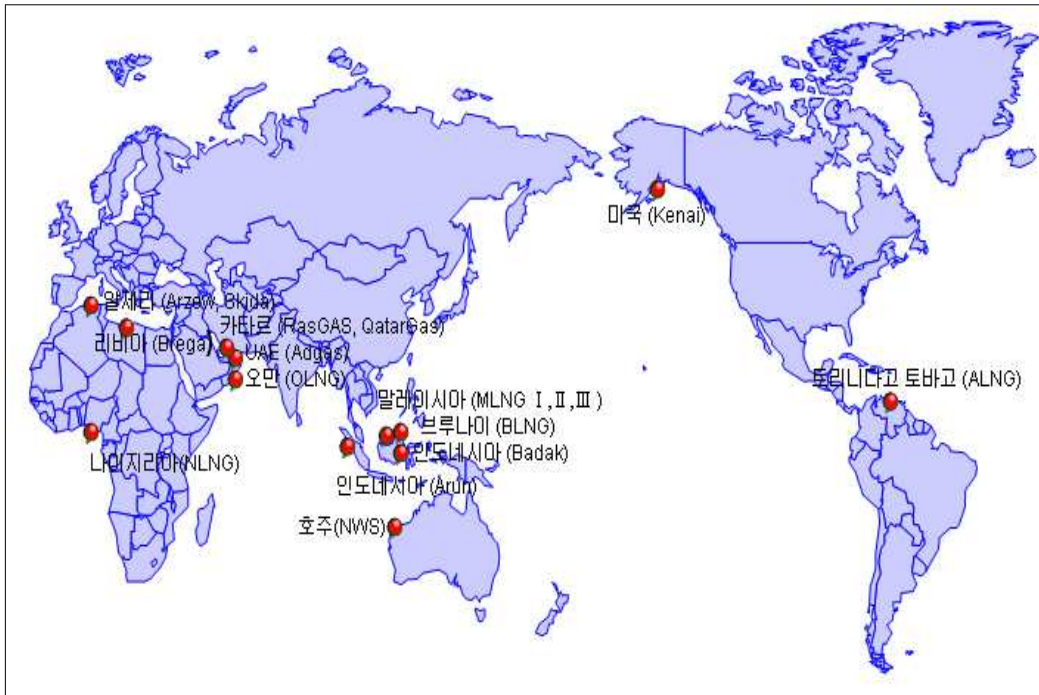 미국 (Kenai)
알제리 (Arzew, Skida)
카타르 (RasGAS, QatarGas)
리비아 (Brega)
UAE (Adgas)
오만 (OLNG)
토리니다고 토바고 (ALNG)
말레이시아 (MLNG Ⅰ,Ⅱ,Ⅲ)
브루나이 (BLNG)
인도네시아 (Badak)
나이지리아(NLNG)
인도네시아 (Arun)
호주(NWS)